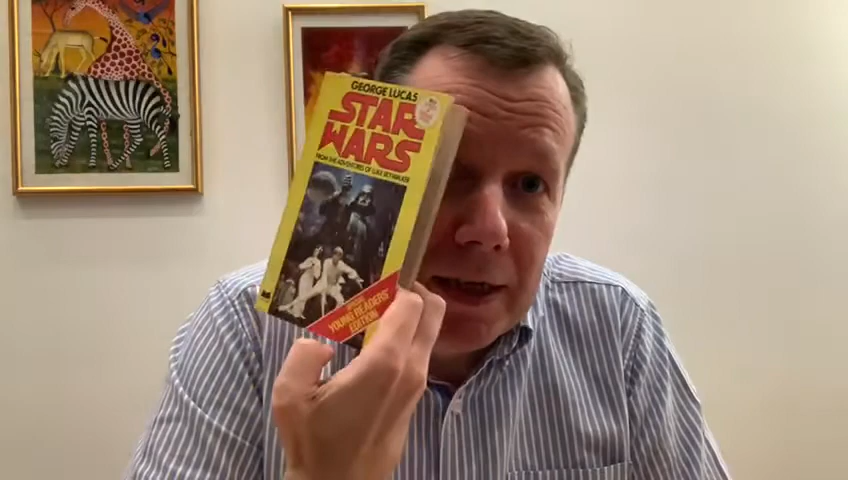 GEORGE LUCAS
STAR
WARS
FROM THE ADVENTURES OF LUKE SKYWALKER
YOUNG READERS'
EDITION